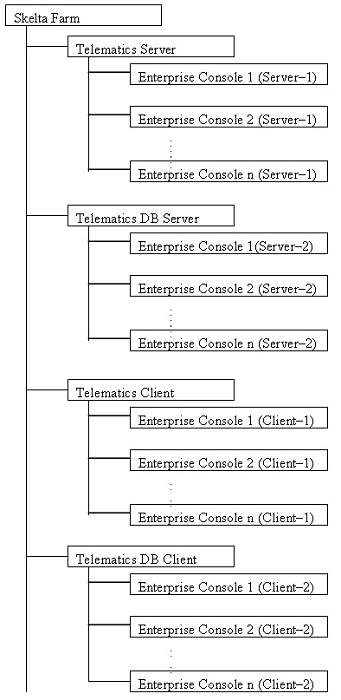 Skelta Farm
Telematics Server
Enterprise Console 1 (Server-1)
Enterprise Console 2 (Server-1)
Enterprise Console n (Server-1)
Telematics DB Server
Enterprise Console 1(Server-2)
Enterprise Console 2 (Server-2)
Enterprise Console n (Server-2)
Telematics Client
Enterprise Console 1 (Client-1)
Enterprise Console 2 (Client-1)
Enterprise Console n (Client-1)
Telematics DB Client
Enterprise Console 1 (Client-2)
Enterprise Console 2 (Client-2)
Enterprise Console n (Client-2)